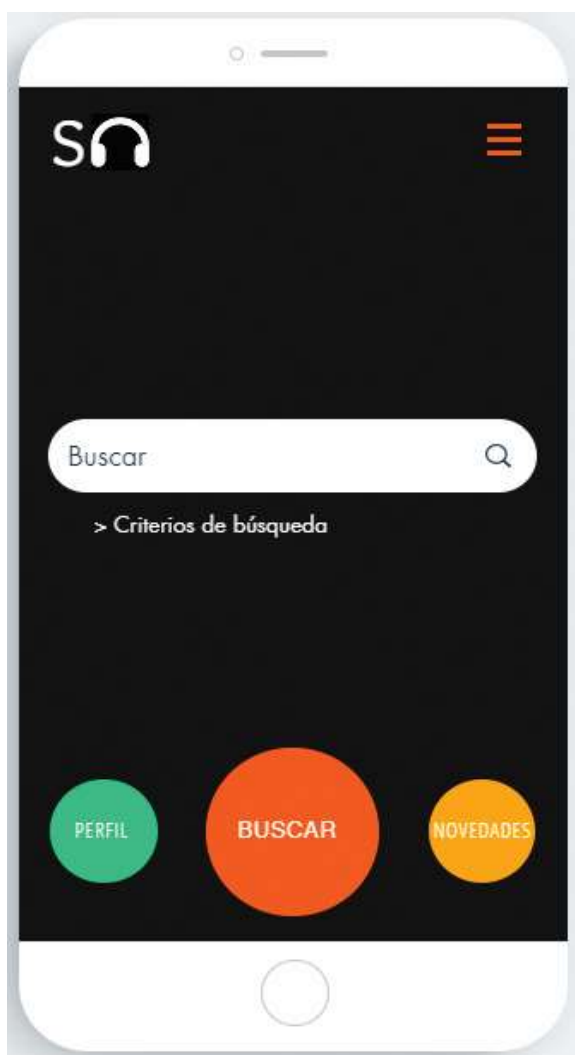 S
Buscar
> Criterios de búsqueda
PERFIL
BUSCAR
NOVEDADES